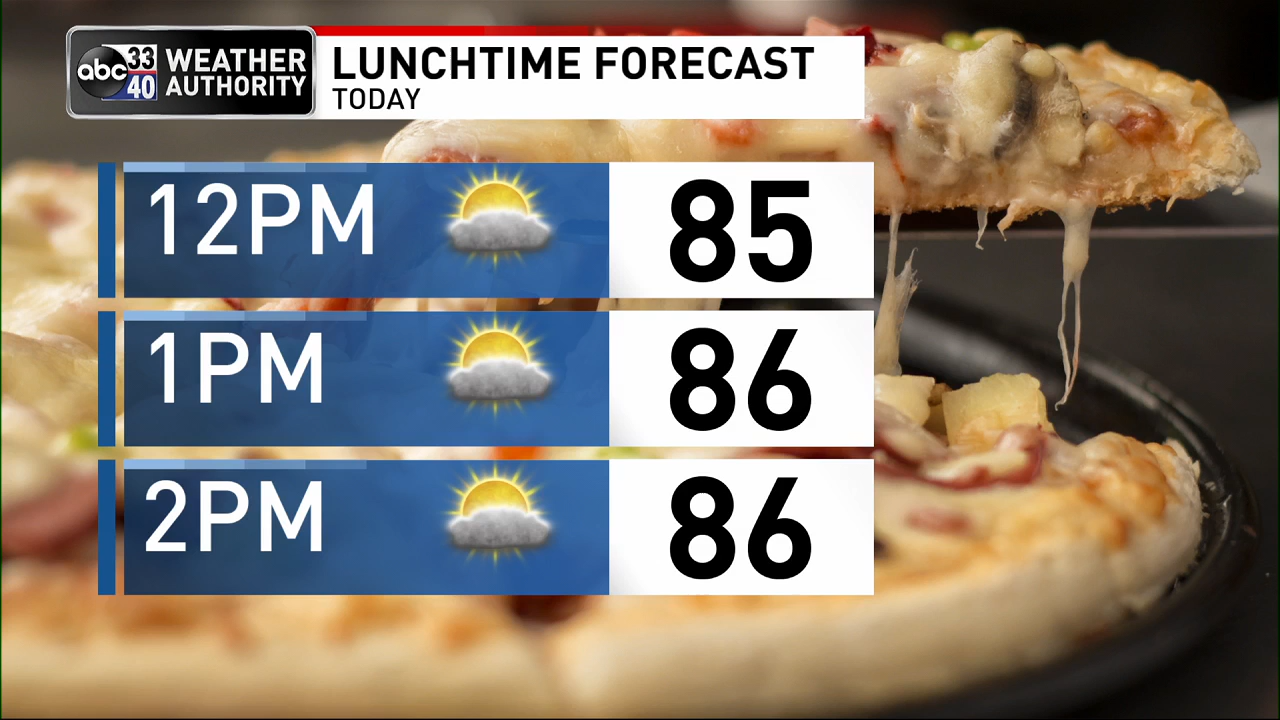 abc 33 40
WEATHER AUTHORITY
LUNCHTIME FORECAST
TODAY
12PM 85
1PM 86
2PM 86